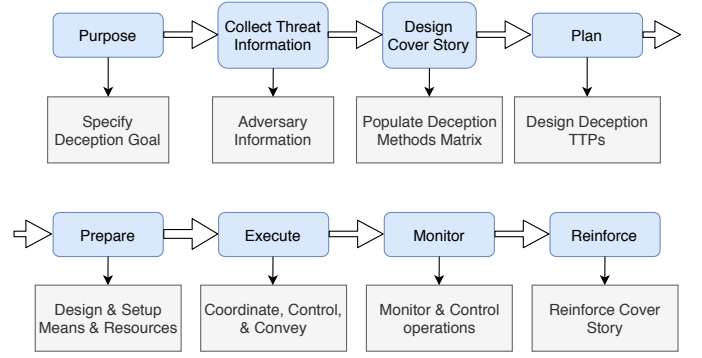 Purpose
Collect Threat
Information
Design
Cover Story
Plan
Specify
Deception Goal
Adversary
Information
Populate Deception
Methods Matrix
Design Deception
TTPs
Prepare
Execute
Monitor
Reinforce
Design & Setup
Means & Resources
Coordinate, Control,
& Convey
Monitor & Control
operations
Reinforce Cover
Story